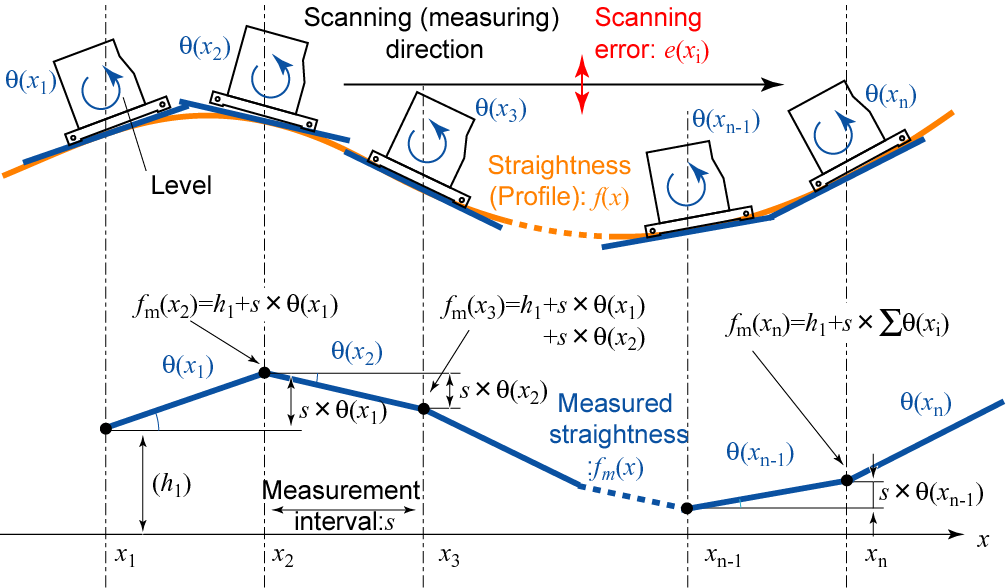 Scanning (measuring)
direction
Scanning
error: e(xi)
θ(x1)
θ(x2)
θ(x3)
θ(xn-1)
θ(xn)
Level
Straightness
(Profile): f(x)
fm(x2)=h1+s×θ(x1)
fm(x3)=h1+s×θ(x1)
+s×θ(x2)
fm(xn)=h1+s×∑θ(xi)
θ(x1)
θ(x2)
s×θ(x1)
s×θ(x2)
Measured
straightness
:fm(x)
θ(xn-1)
θ(xn)
s×θ(xn-1)
(h1)
Measurement
interval:s
x1
x2
x3
xn-1
xn
x